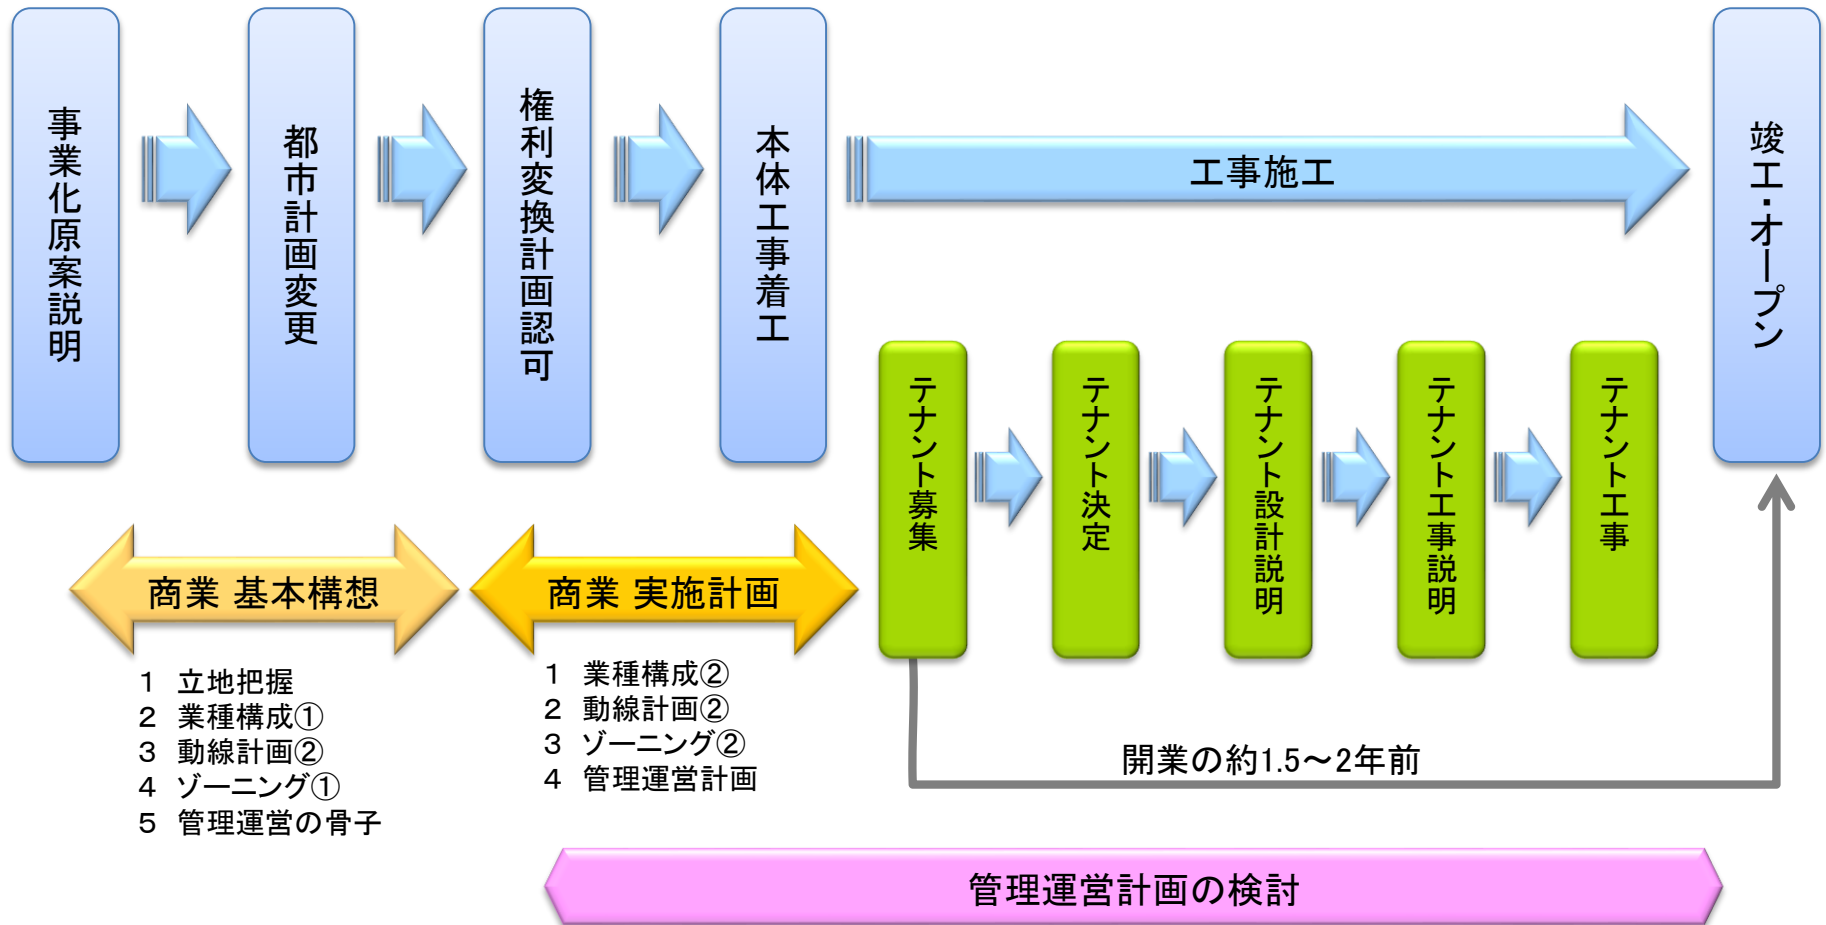 事業化原案説明
都市計画変更
権利変換計画認可
本体工事着工
工事施工
竣工・オープン
テナント募集
テナント決定
テナント設計説明
テナント工事説明
テナント工事
商業 基本構想
1 立地把握
2 業種構成①
3 動線計画②
4 ゾーニング①
5 管理運営の骨子
商業 実施計画
1 業種構成②
2 動線計画②
3 ゾーニング②
4 管理運営計画
開業の約1.5～2年前
管理運営計画の検討